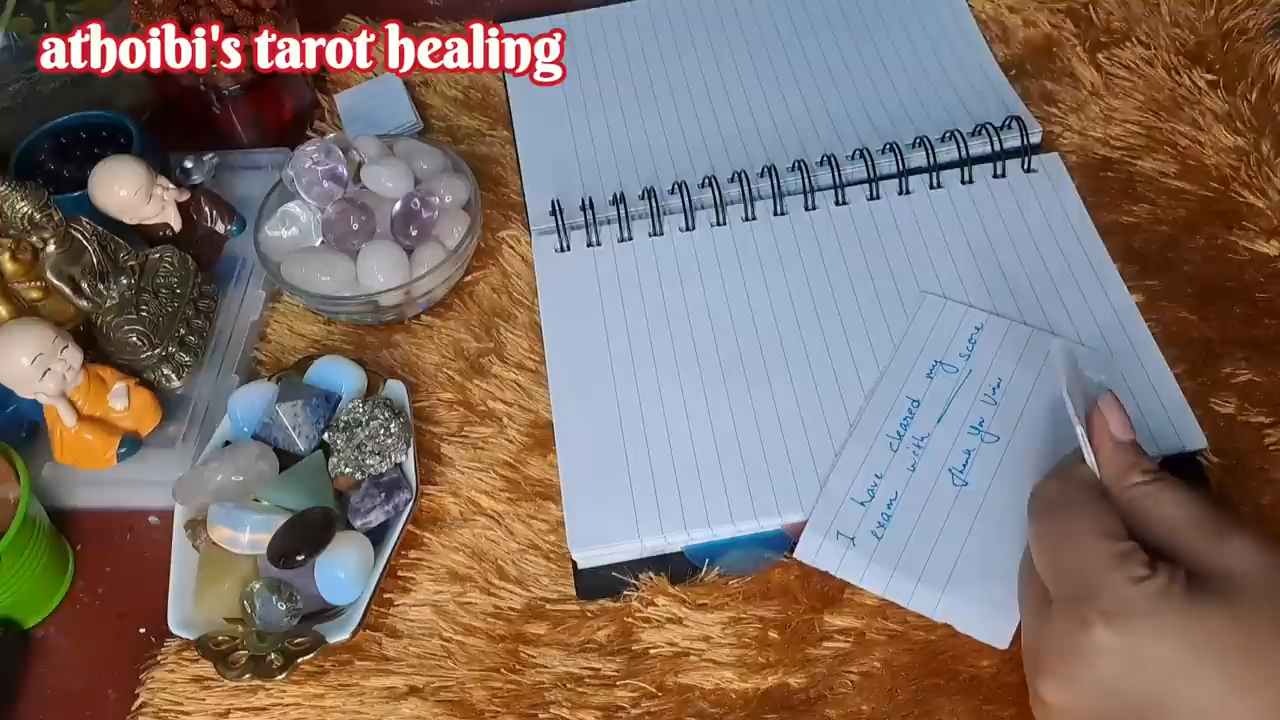 athoibi's tarot healing
I have cleared my
exam with ____ score
Thank You Univ